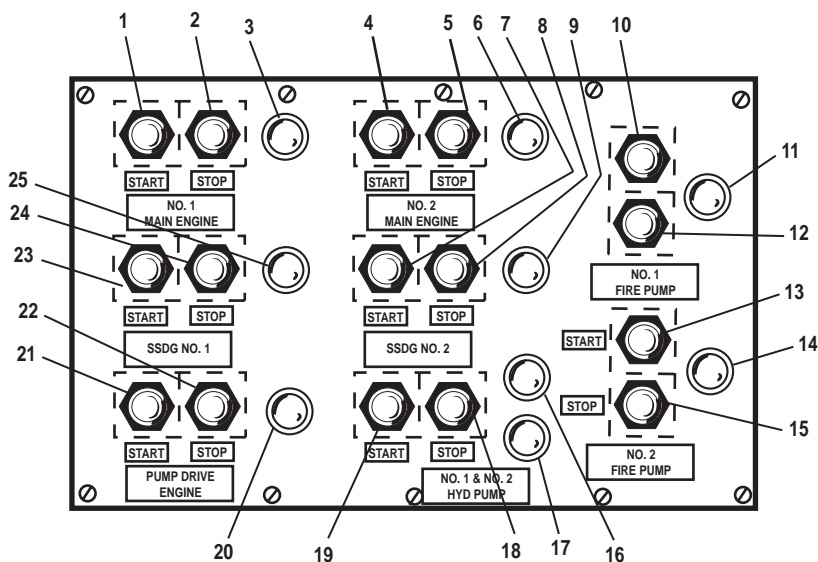 1 2 3 4 5 6 7 8 9 10
11
START STOP START STOP
NO. 1
MAIN ENGINE
NO. 2
MAIN ENGINE
25
24
23
12
NO. 1
FIRE PUMP
START STOP START STOP
SSDG NO. 1
SSDG NO. 2
13
START
14
22
21
STOP
15
START STOP START STOP
NO. 2
FIRE PUMP
PUMP DRIVE
ENGINE
NO. 1 & NO. 2
HYD PUMP
20 19 18 17 16